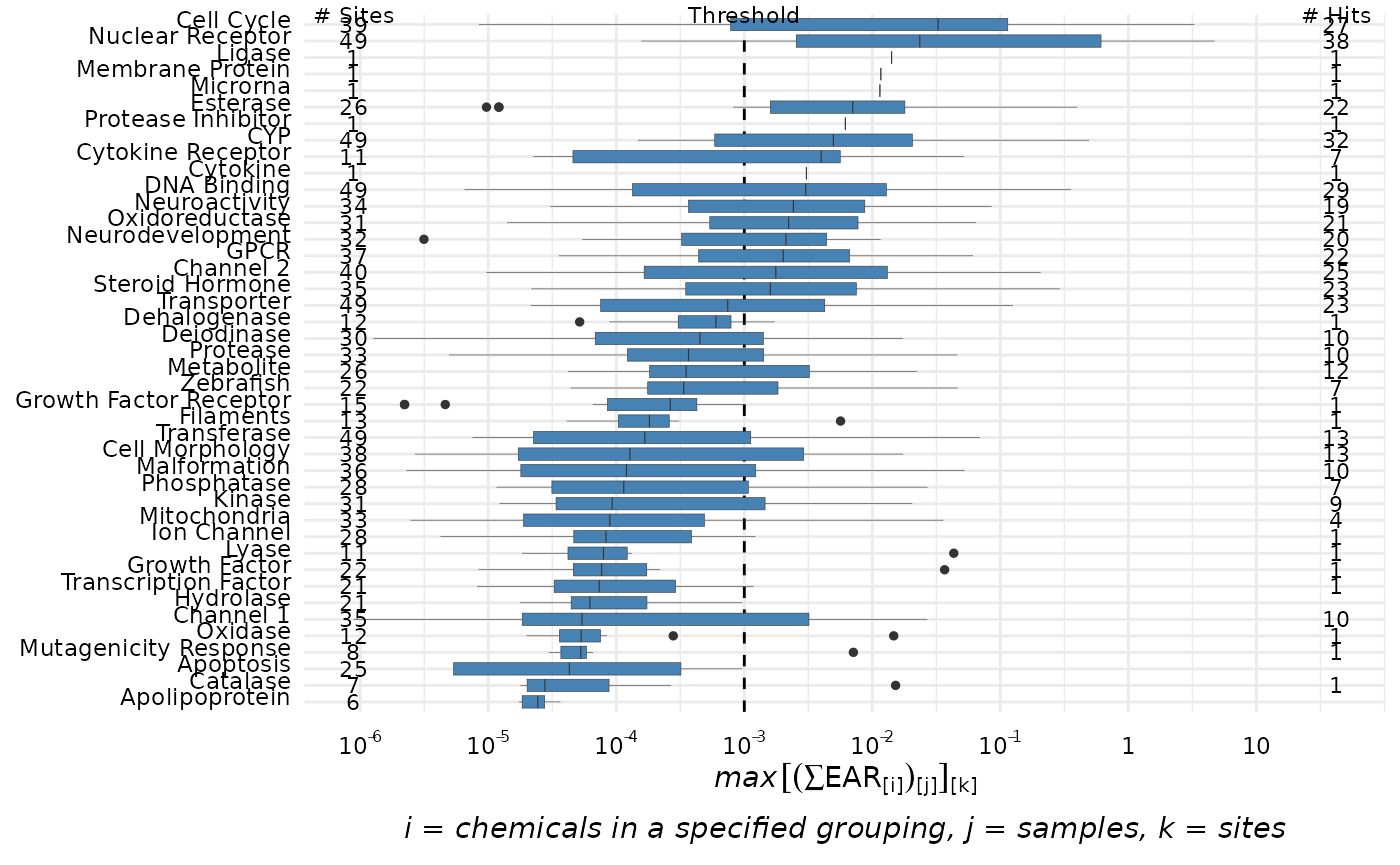 # Sites Threshold # Hits
Cell Cycle 39 27
Nuclear Receptor 49 38
Ligase 1 1
Membrane Protein 1 1
Microrna 1 1
Esterase 26 22
Protease Inhibitor 1 1
CYP 49 32
Cytokine Receptor 11 7
Cytokine 1 1
DNA Binding 49 29
Neuroactivity 34 19
Oxidoreductase 31 21
Neurodevelopment 32 20
GPCR 37 22
Channel 2 40 25
Steroid Hormone 35 23
Transporter 49 23
Dehalogenase 12 1
Deiodinase 30 10
Protease 33 10
Metabolite 26 12
Zebrafish 22 7
Growth Factor Receptor 15 1
Filaments 13 1
Transferase 49 13
Cell Morphology 38 13
Malformation 36 10
Phosphatase 28 7
Kinase 31 9
Mitochondria 33 4
Ion Channel 28 1
Lyase 11 1
Growth Factor 22 1
Transcription Factor 21 1
Hydrolase 21
Channel 1 35 10
Oxidase 12 1
Mutagenicity Response 8 1
Apoptosis 25
Catalase 7 1
Apolipoprotein 6
10⁻⁶ 10⁻⁵ 10⁻⁴ 10⁻³ 10⁻² 10⁻¹ 1 10
max[(∑EAR[i])[j]][k]
i = chemicals in a specified grouping, j = samples, k = sites